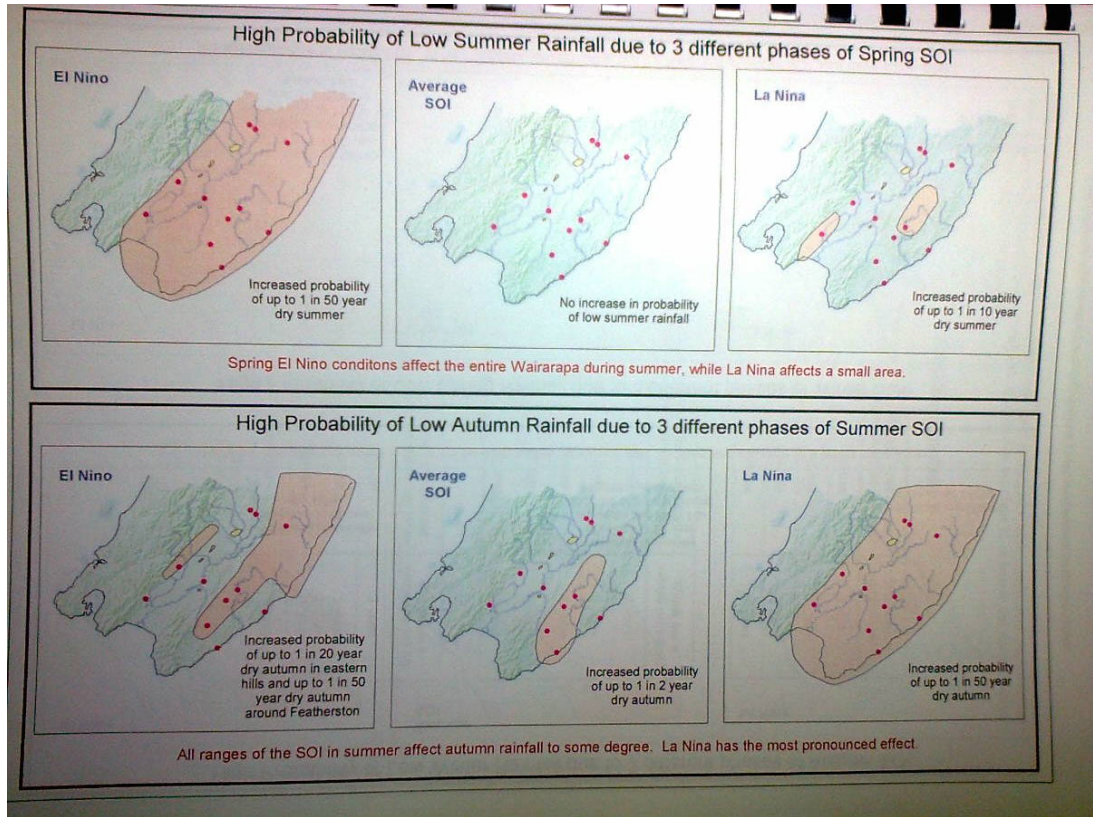 High Probability of Low Summer Rainfall due to 3 different phases of Spring SOI
El Nino
Increased probability
of up to 1 in 50 year
dry summer
Average
SOI
No increase in probability
of low summer rainfall
La Nina
Increased probability
of up to 1 in 10 year
dry summer
Spring El Nino conditons affect the entire Wairarapa during summer, while La Nina affects a small area.
High Probability of Low Autumn Rainfall due to 3 different phases of Summer SOI
El Nino
Increased probability
of up to 1 in 20 year
dry autumn in eastern
hills and up to 1 in 50
year dry autumn
around Featherston
Average
SOI
Increased probability
of up to 1 in 2 year
dry autumn
La Nina
Increased probability
of up to 1 in 50 year
dry autumn
All ranges of the SOI in summer affect autumn rainfall to some degree. La Nina has the most pronounced effect.